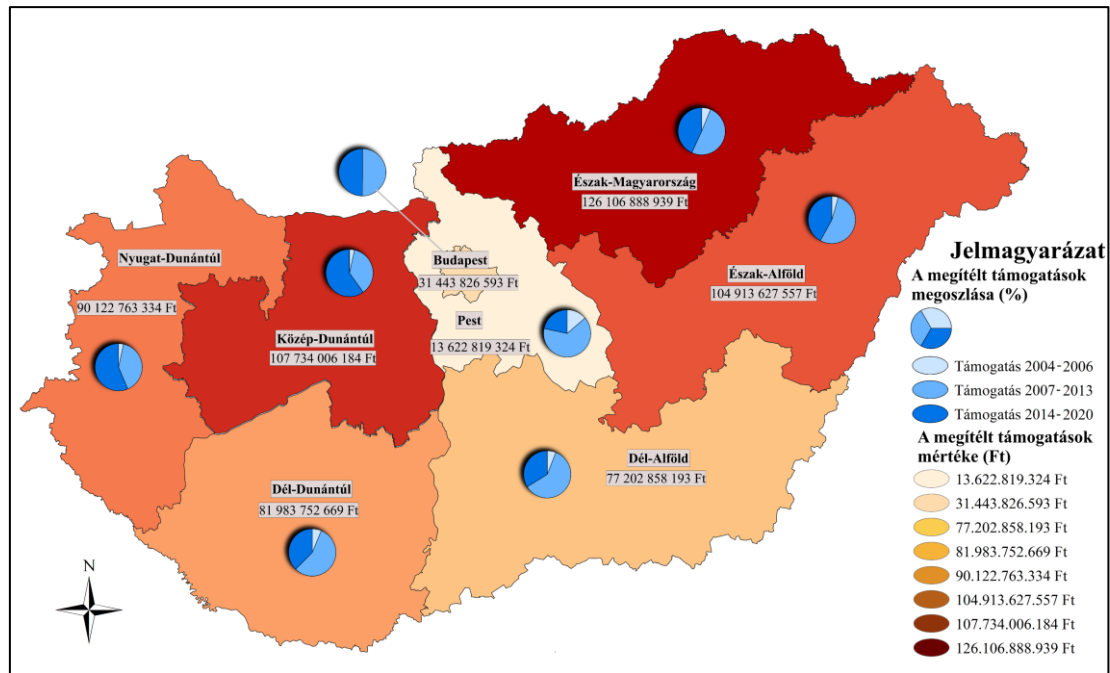 Észak-Magyarország
126 106 888 939 Ft
Nyugat-Dunántúl
90 122 763 334 Ft
Budapest
31 443 826 593 Ft
Észak-Alföld
104 913 627 557 Ft
Közép-Dunántúl
107 734 006 184 Ft
Pest
13 622 819 324 Ft
Dél-Alföld
77 202 858 193 Ft
Dél-Dunántúl
81 983 752 669 Ft
N
Jelmagyarázat
A megítélt támogatások
megoszlása (%)
Támogatás 2004-2006
Támogatás 2007-2013
Támogatás 2014-2020
A megítélt támogatások
mértéke (Ft)
13.622.819.324 Ft
31.443.826.593 Ft
77.202.858.193 Ft
81.983.752.669 Ft
90.122.763.334 Ft
104.913.627.557 Ft
107.734.006.184 Ft
126.106.888.939 Ft